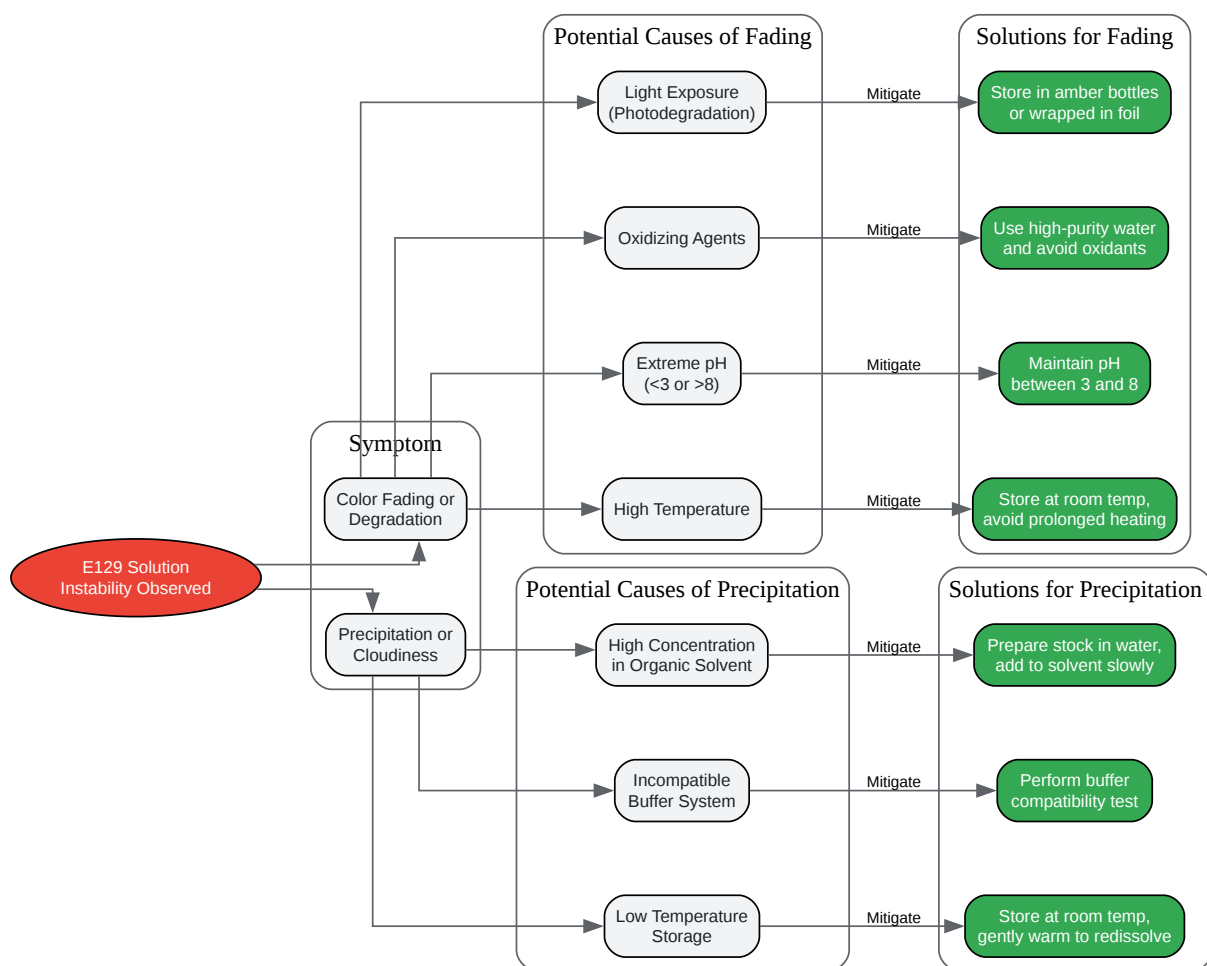 Potential Causes of Fading
Solutions for Fading
Light Exposure
(Photodegradation)
Mitigate
Store in amber bottles
or wrapped in foil
Oxidizing Agents
Mitigate
Use high-purity water
and avoid oxidants
Extreme pH
(<3 or >8)
Mitigate
Maintain pH
between 3 and 8
Symptom
Color Fading or
Degradation
High Temperature
Mitigate
Store at room temp,
avoid prolonged heating
E129 Solution
Instability Observed
Potential Causes of Precipitation
Solutions for Precipitation
Precipitation or
Cloudiness
High Concentration
in Organic Solvent
Mitigate
Prepare stock in water,
add to solvent slowly
Incompatible
Buffer System
Mitigate
Perform buffer
compatibility test
Low Temperature
Storage
Mitigate
Store at room temp,
gently warm to redissolve